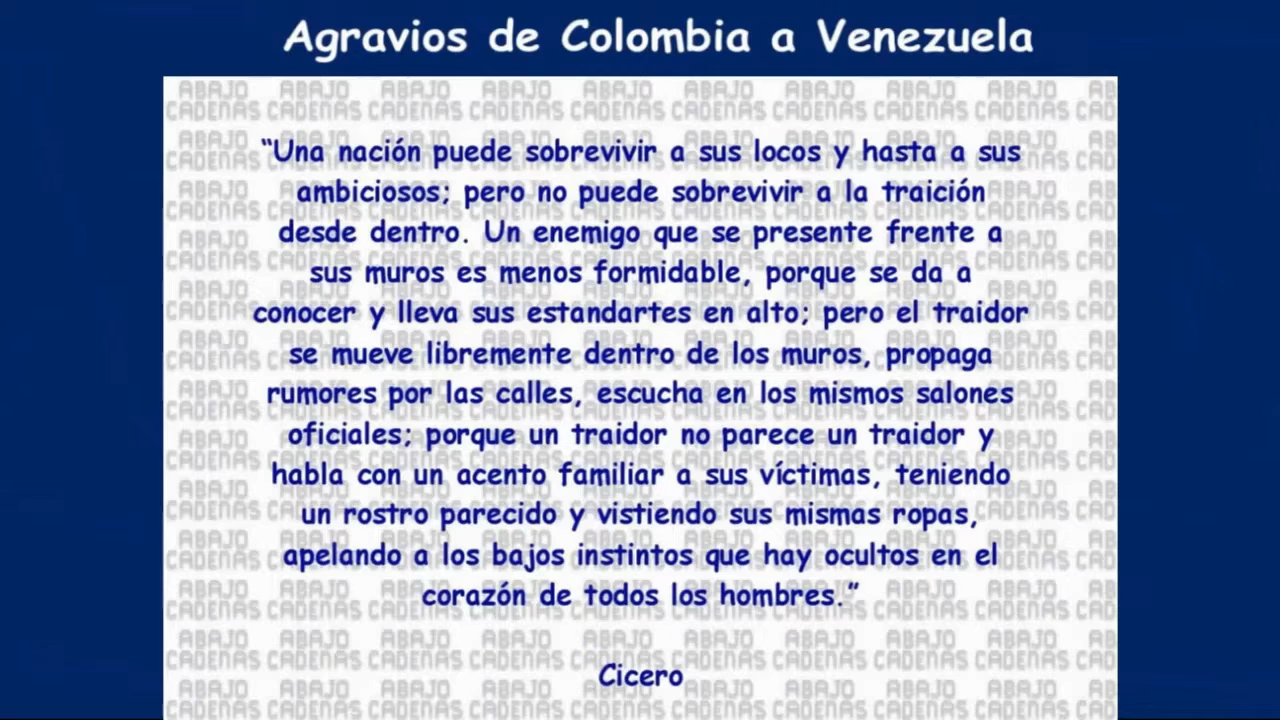 Agravios de Colombia a Venezuela
“Una nación puede sobrevivir a sus locos y hasta a sus
ambiciosos; pero no puede sobrevivir a la traición
desde dentro. Un enemigo que se presente frente a
sus muros es menos formidable, porque se da a
conocer y lleva sus estandartes en alto; pero el traidor
se mueve libremente dentro de los muros, propaga
rumores por las calles, escucha en los mismos salones
oficiales; porque un traidor no parece un traidor y
habla con un acento familiar a sus víctimas, teniendo
un rostro parecido y vistiendo sus mismas ropas,
apelando a los bajos instintos que hay ocultos en el
corazón de todos los hombres.”
Cicero
ABAJO CADENAS